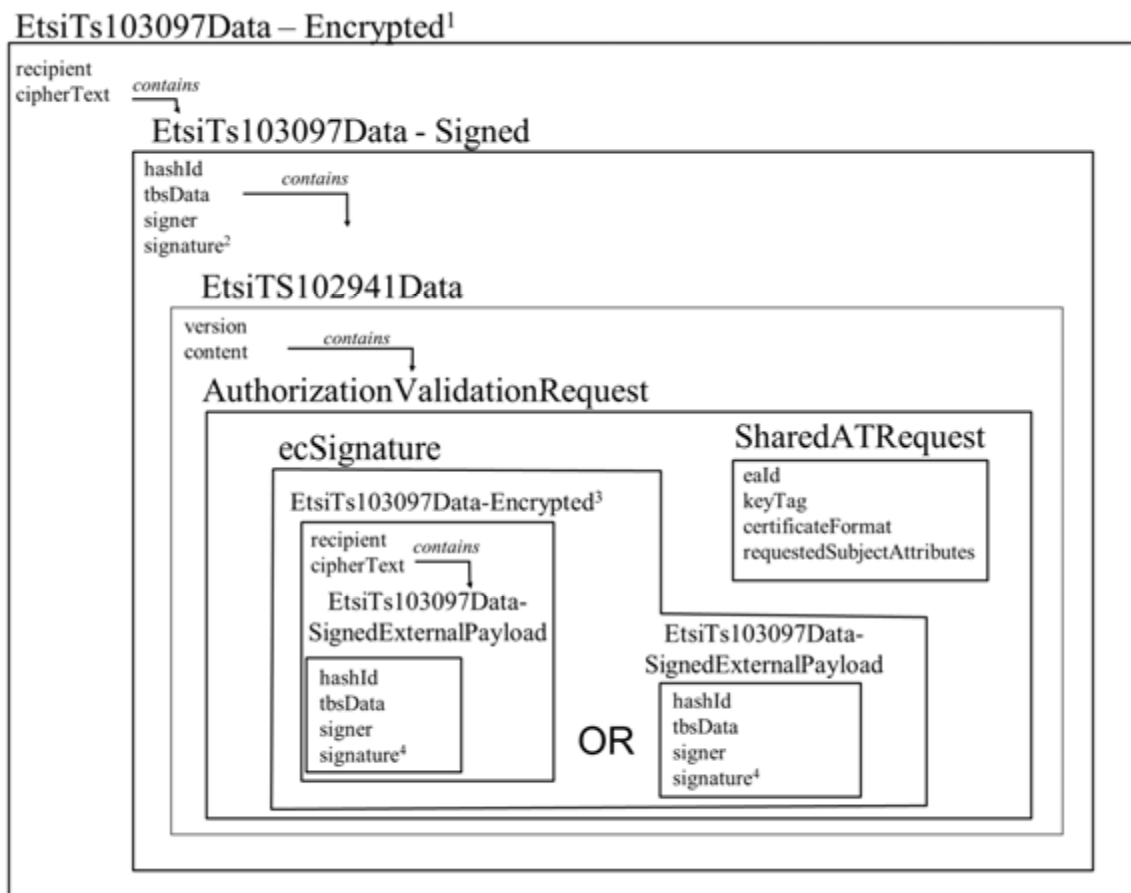 EtsiTs103097Data – Encrypted¹
recipient
cipherText
contains
EtsiTs103097Data - Signed
hashId
tbsData
signer
signature²
contains
EtsiTS102941Data
version
content
contains
AuthorizationValidationRequest
ecSignature
EtsiTs103097Data-Encrypted³
recipient
cipherText
contains
EtsiTs103097Data-
SignedExternalPayload
hashId
tbsData
signer
signature⁴
OR
SharedATRequest
eaId
keyTag
certificateFormat
requestedSubjectAttributes
EtsiTs103097Data-
SignedExternalPayload
hashId
tbsData
signer
signature⁴